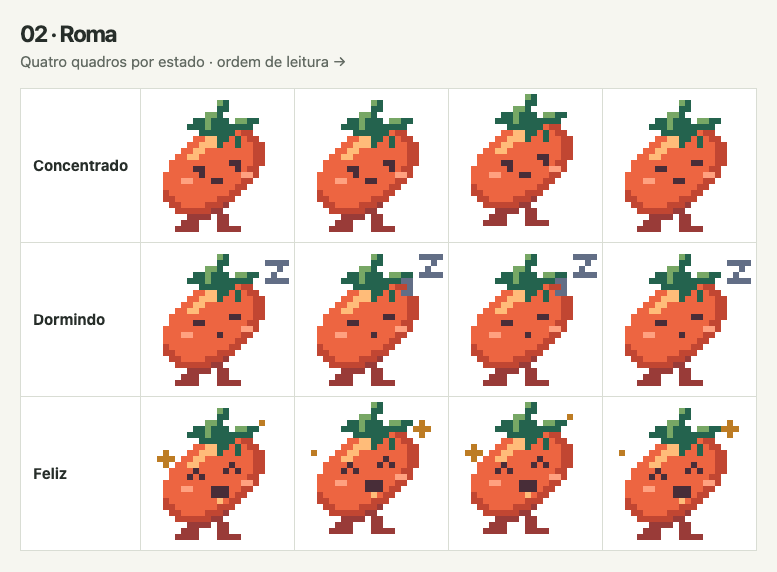 02 · Roma
Quatro quadros por estado · ordem de leitura →
Concentrado
Dormindo
Z Z Z Z
Feliz